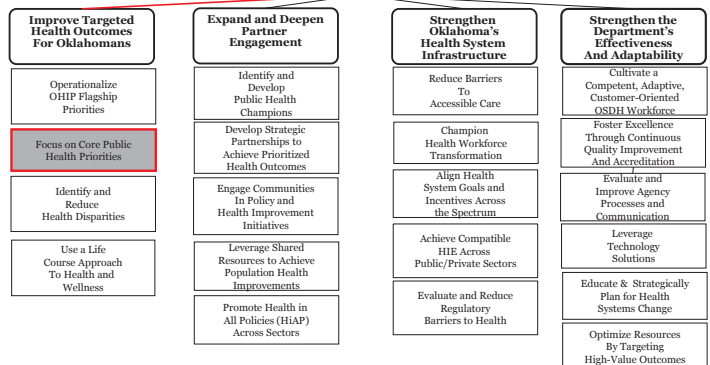 Improve Targeted
Health Outcomes
For Oklahomans
Operationalize
OHIP Flagship
Priorities
Focus on Core Public
Health Priorities
Identify and
Reduce
Health Disparities
Use a Life
Course Approach
To Health and
Wellness
Expand and Deepen
Partner
Engagement
Identify and
Develop
Public Health
Champions
Develop Strategic
Partnerships to
Achieve Prioritized
Health Outcomes
Engage Communities
In Policy and
Health Improvement
Initiatives
Leverage Shared
Resources to Achieve
Population Health
Improvements
Promote Health in
All Policies (HiAP)
Across Sectors
Strengthen
Oklahoma's
Health System
Infrastructure
Reduce Barriers
To
Accessible Care
Champion
Health Workforce
Transformation
Align Health
System Goals and
Incentives Across
the Spectrum
Achieve Compatible
HIE Across
Public/Private Sectors
Evaluate and Reduce
Regulatory
Barriers to Health
Strengthen the
Department's
Effectiveness
And Adaptability
Cultivate a
Competent, Adaptive,
Customer-Oriented
OSDH Workforce
Foster Excellence
Through Continuous
Quality Improvement
And Accreditation
Evaluate and
Improve Agency
Processes and
Communication
Leverage
Technology
Solutions
Educate & Strategically
Plan for Health
Systems Change
Optimize Resources
By Targeting
High-Value Outcomes